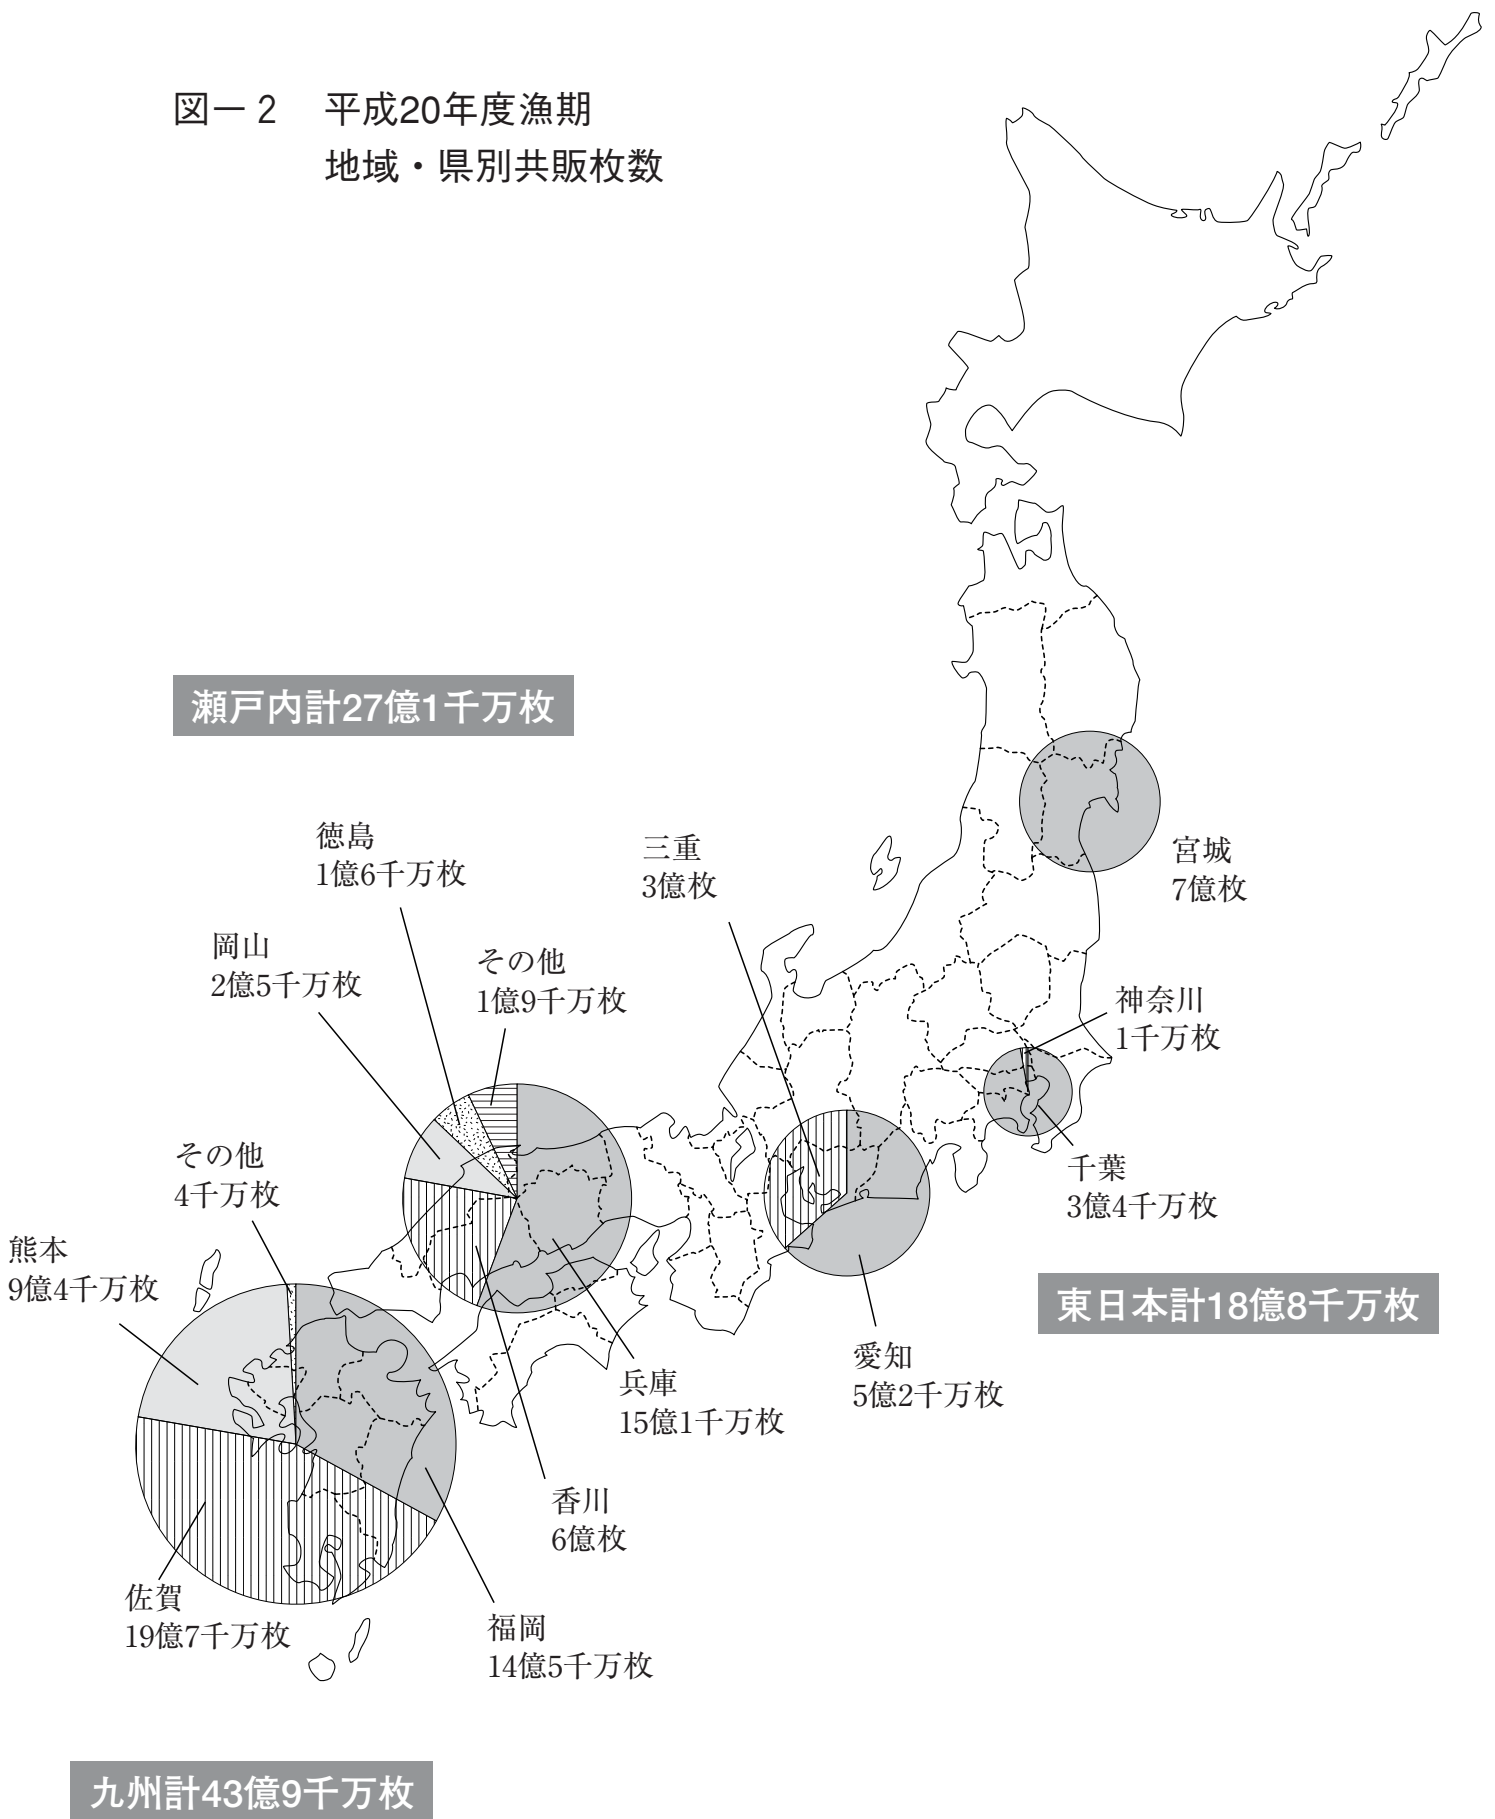 図ー2 平成20年度漁期
地域・県別共販枚数
瀬戸内計27億1千万枚
徳島
1億6千万枚
三重
3億枚
宮城
7億枚
岡山
2億5千万枚
その他
1億9千万枚
神奈川
1千万枚
その他
4千万枚
千葉
3億4千万枚
熊本
9億4千万枚
東日本計18億8千万枚
愛知
5億2千万枚
兵庫
15億1千万枚
香川
6億枚
佐賀
19億7千万枚
福岡
14億5千万枚
九州計43億9千万枚